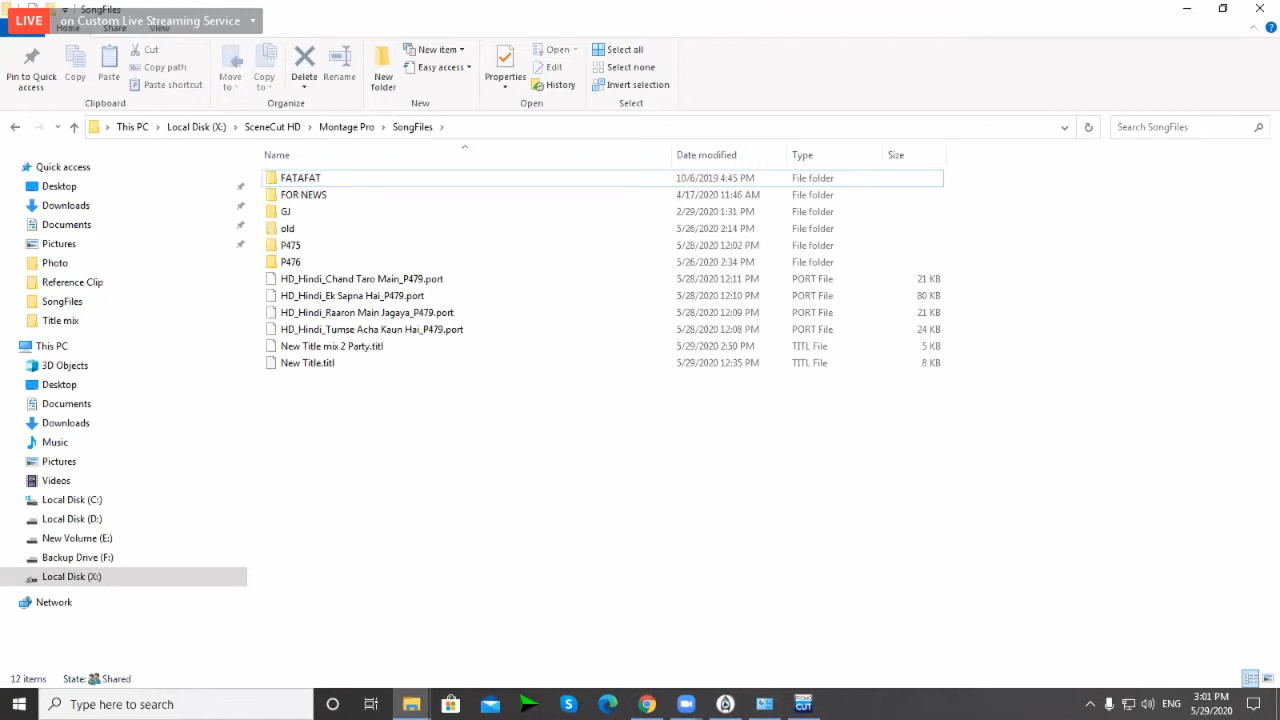 SongFiles
LIVE on Custom Live Streaming Service
Home Share View
Pin to Quick access
Copy
Paste
Cut
Copy path
Paste shortcut
Move to
Copy to
Delete
Rename
New folder
New item
Easy access
Properties
Open
Edit
History
Select all
Select none
Invert selection
Clipboard Organize New Open Select
This PC Local Disk (X:) SceneCut HD Montage Pro SongFiles
Search SongFiles
Name Date modified Type Size
FATAFAT 10/6/2019 4:45 PM File folder
FOR NEWS 4/17/2020 11:46 AM File folder
GJ 2/29/2020 1:31 PM File folder
old 5/26/2020 2:14 PM File folder
P475 5/28/2020 12:02 PM File folder
P476 5/26/2020 2:34 PM File folder
HD_Hindi_Chand Taro Main_P479.port 5/28/2020 12:11 PM PORT File 21 KB
HD_Hindi_Ek Sapna Hai_P479.port 5/28/2020 12:10 PM PORT File 80 KB
HD_Hindi_Raaron Main Jagaya_P479.port 5/28/2020 12:09 PM PORT File 21 KB
HD_Hindi_Tumse Acha Kaun Hai_P479.port 5/28/2020 12:08 PM PORT File 24 KB
New Title mix 2 Party.titl 5/29/2020 2:50 PM TITL File 5 KB
New Title.titl 5/29/2020 12:35 PM TITL File 8 KB
Quick access
Desktop
Downloads
Documents
Pictures
Photo
Reference Clip
SongFiles
Title mix
This PC
3D Objects
Desktop
Documents
Downloads
Music
Pictures
Videos
Local Disk (C:)
Local Disk (D:)
New Volume (E:)
Backup Drive (F:)
Local Disk (X:)
Network
12 items State: Shared
Type here to search
ENG
3:01 PM
5/29/2020